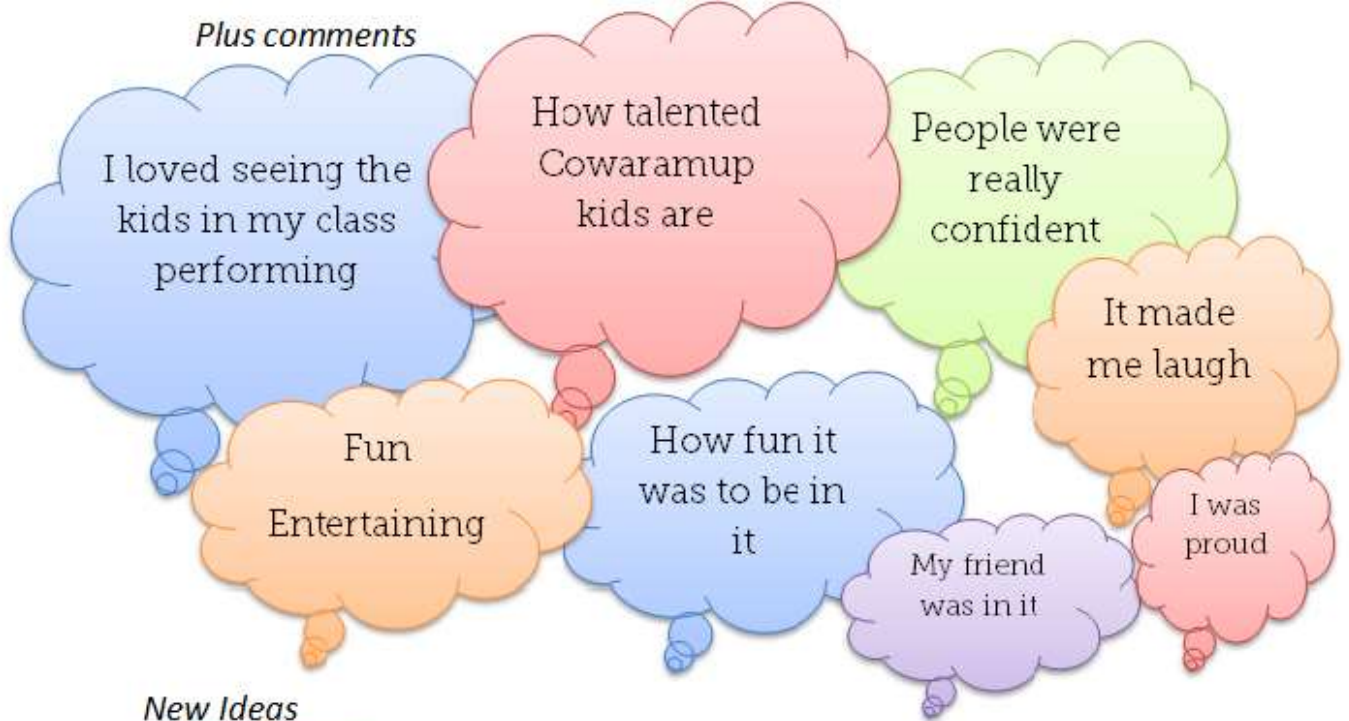 Plus comments
I loved seeing the
kids in my class
performing
How talented
Cowaramup
kids are
People were
really
confident
It made
me laugh
Fun
Entertaining
How fun it
was to be in
it
My friend
was in it
I was
proud
New Ideas